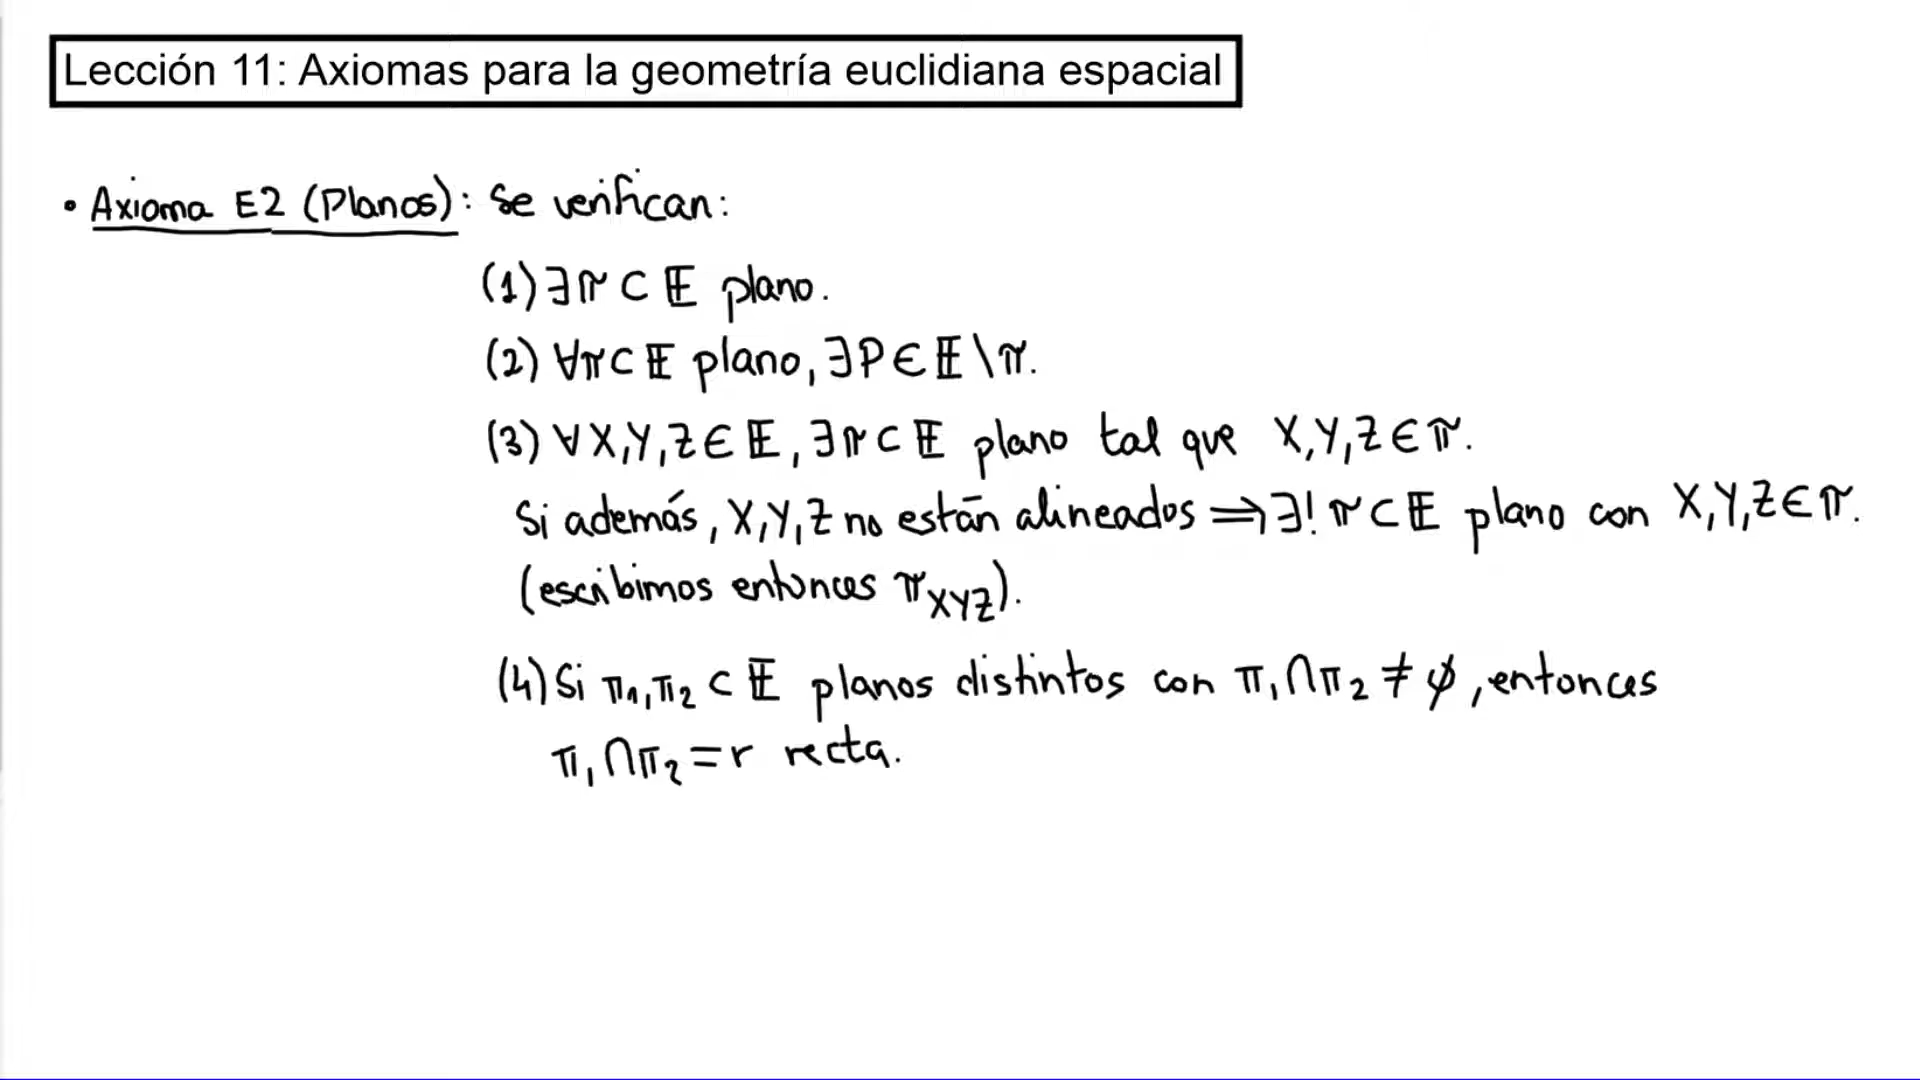 Lección 11: Axiomas para la geometría euclidiana espacial
• Axioma E2 (Planos): Se verifican:
(1) ∃π ⊂ 𝔼 plano.
(2) ∀π ⊂ 𝔼 plano, ∃P ∈ 𝔼 \ π.
(3) ∀X,Y,Z ∈ 𝔼, ∃π ⊂ 𝔼 plano tal que X,Y,Z ∈ π.
Si además, X,Y,Z no están alineados ⟹ ∃! π ⊂ 𝔼 plano con X,Y,Z ∈ π.
(escribimos entonces π_XYZ).
(4) Si π₁,π₂ ⊂ 𝔼 planos distintos con π₁ ∩ π₂ ≠ ∅, entonces
π₁ ∩ π₂ = r recta.